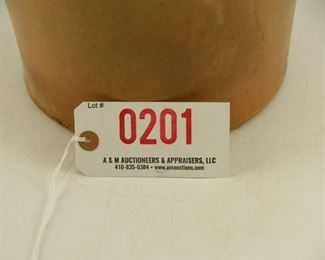 Lot #
0201
A & M AUCTIONEERS & APPRAISERS, LLC
410-835-0384 • www.amauctions.com